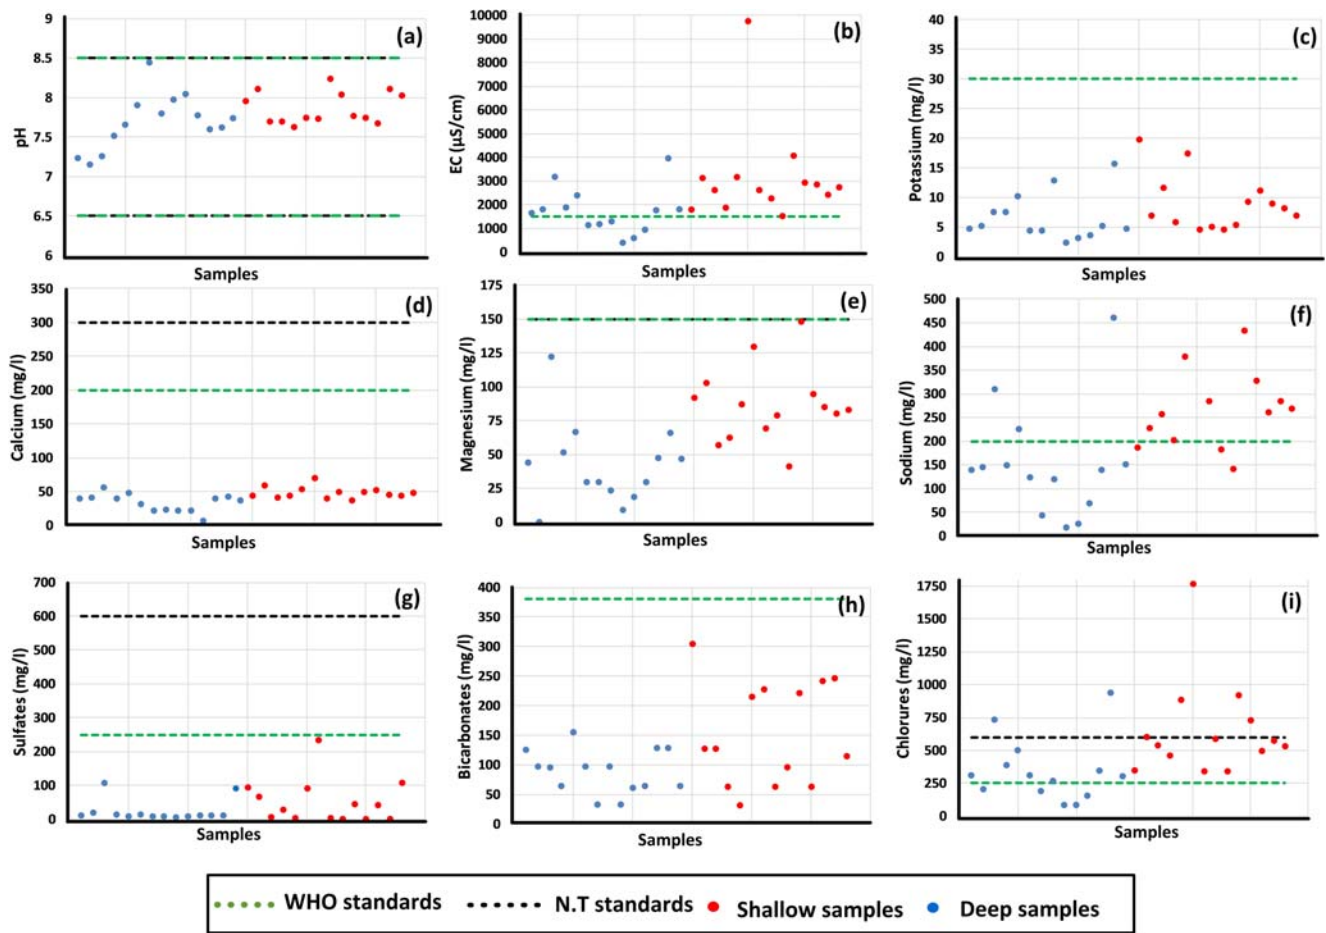 (a)
9
8.5
8
7.5
7
6.5
6
pH
Samples
(b)
10000
9000
8000
7000
6000
5000
4000
3000
2000
1000
0
EC (µS/cm)
Samples
(c)
40
35
30
25
20
15
10
5
0
Potassium (mg/l)
Samples
(d)
350
300
250
200
150
100
50
0
Calcium (mg/l)
Samples
(e)
175
150
125
100
75
50
25
0
Magnesium (mg/l)
Samples
(f)
500
450
400
350
300
250
200
150
100
50
0
Sodium (mg/l)
Samples
(g)
700
600
500
400
300
200
100
0
Sulfates (mg/l)
Samples
(h)
400
350
300
250
200
150
100
50
0
Bicarbonates (mg/l)
Samples
(i)
1750
1500
1250
1000
750
500
250
0
Chlorures (mg/l)
Samples
WHO standards N.T standards Shallow samples Deep samples